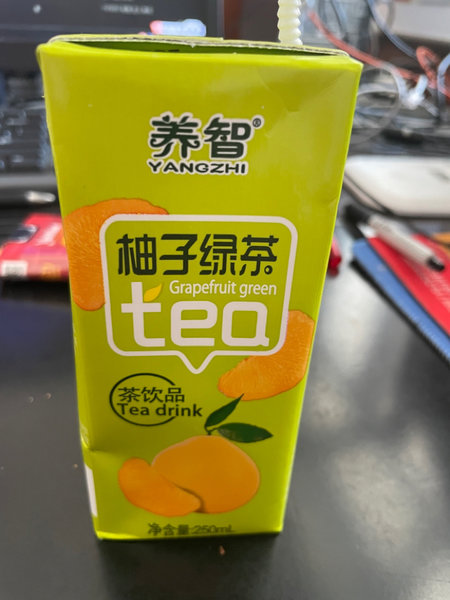 养智®
YANGZHI
柚子绿茶
Grapefruit green
tea
茶饮品
Tea drink
净含量:250mL